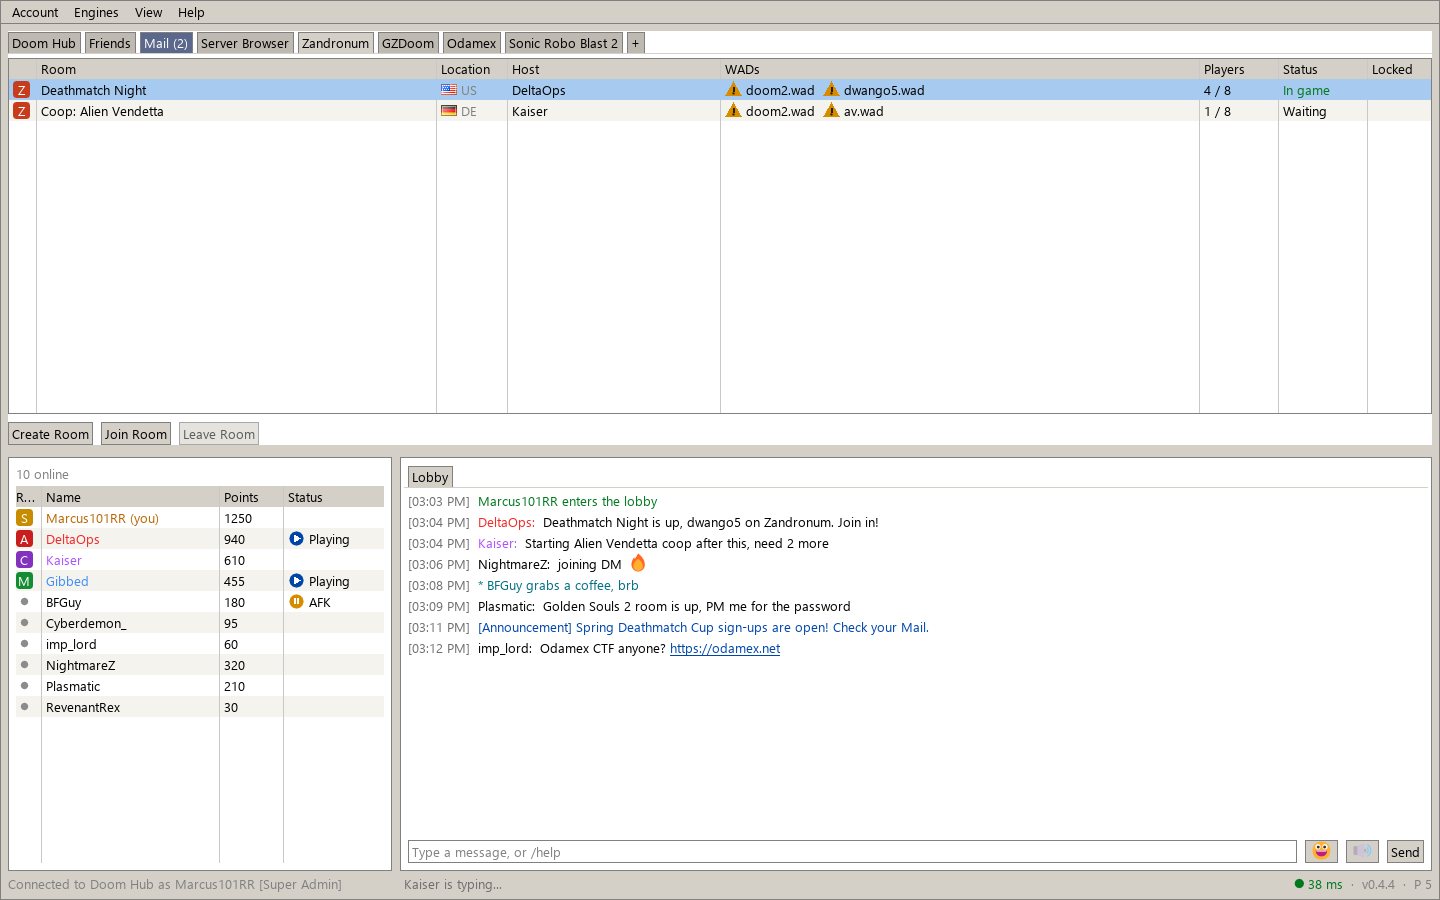 Account Engines View Help
Doom Hub Friends Mail (2) Server Browser Zandronum GZDoom Odamex Sonic Robo Blast 2 +
Room Location Host WADs Players Status Locked
Z Deathmatch Night US DeltaOps doom2.wad dwango5.wad 4 / 8 In game
Z Coop: Alien Vendetta DE Kaiser doom2.wad av.wad 1 / 8 Waiting
Create Room Join Room Leave Room
10 online
R... Name Points Status
S Marcus101RR (you) 1250
A DeltaOps 940 Playing
C Kaiser 610
M Gibbed 455 Playing
BFGuy 180 AFK
Cyberdemon_ 95
imp_lord 60
NightmareZ 320
Plasmatic 210
RevenantRex 30
Lobby
[03:03 PM] Marcus101RR enters the lobby
[03:04 PM] DeltaOps: Deathmatch Night is up, dwango5 on Zandronum. Join in!
[03:04 PM] Kaiser: Starting Alien Vendetta coop after this, need 2 more
[03:06 PM] NightmareZ: joining DM
[03:08 PM] * BFGuy grabs a coffee, brb
[03:09 PM] Plasmatic: Golden Souls 2 room is up, PM me for the password
[03:11 PM] [Announcement] Spring Deathmatch Cup sign-ups are open! Check your Mail.
[03:12 PM] imp_lord: Odamex CTF anyone? https://odamex.net
Type a message, or /help Send
Connected to Doom Hub as Marcus101RR [Super Admin] Kaiser is typing... 38 ms · v0.4.4 · P 5